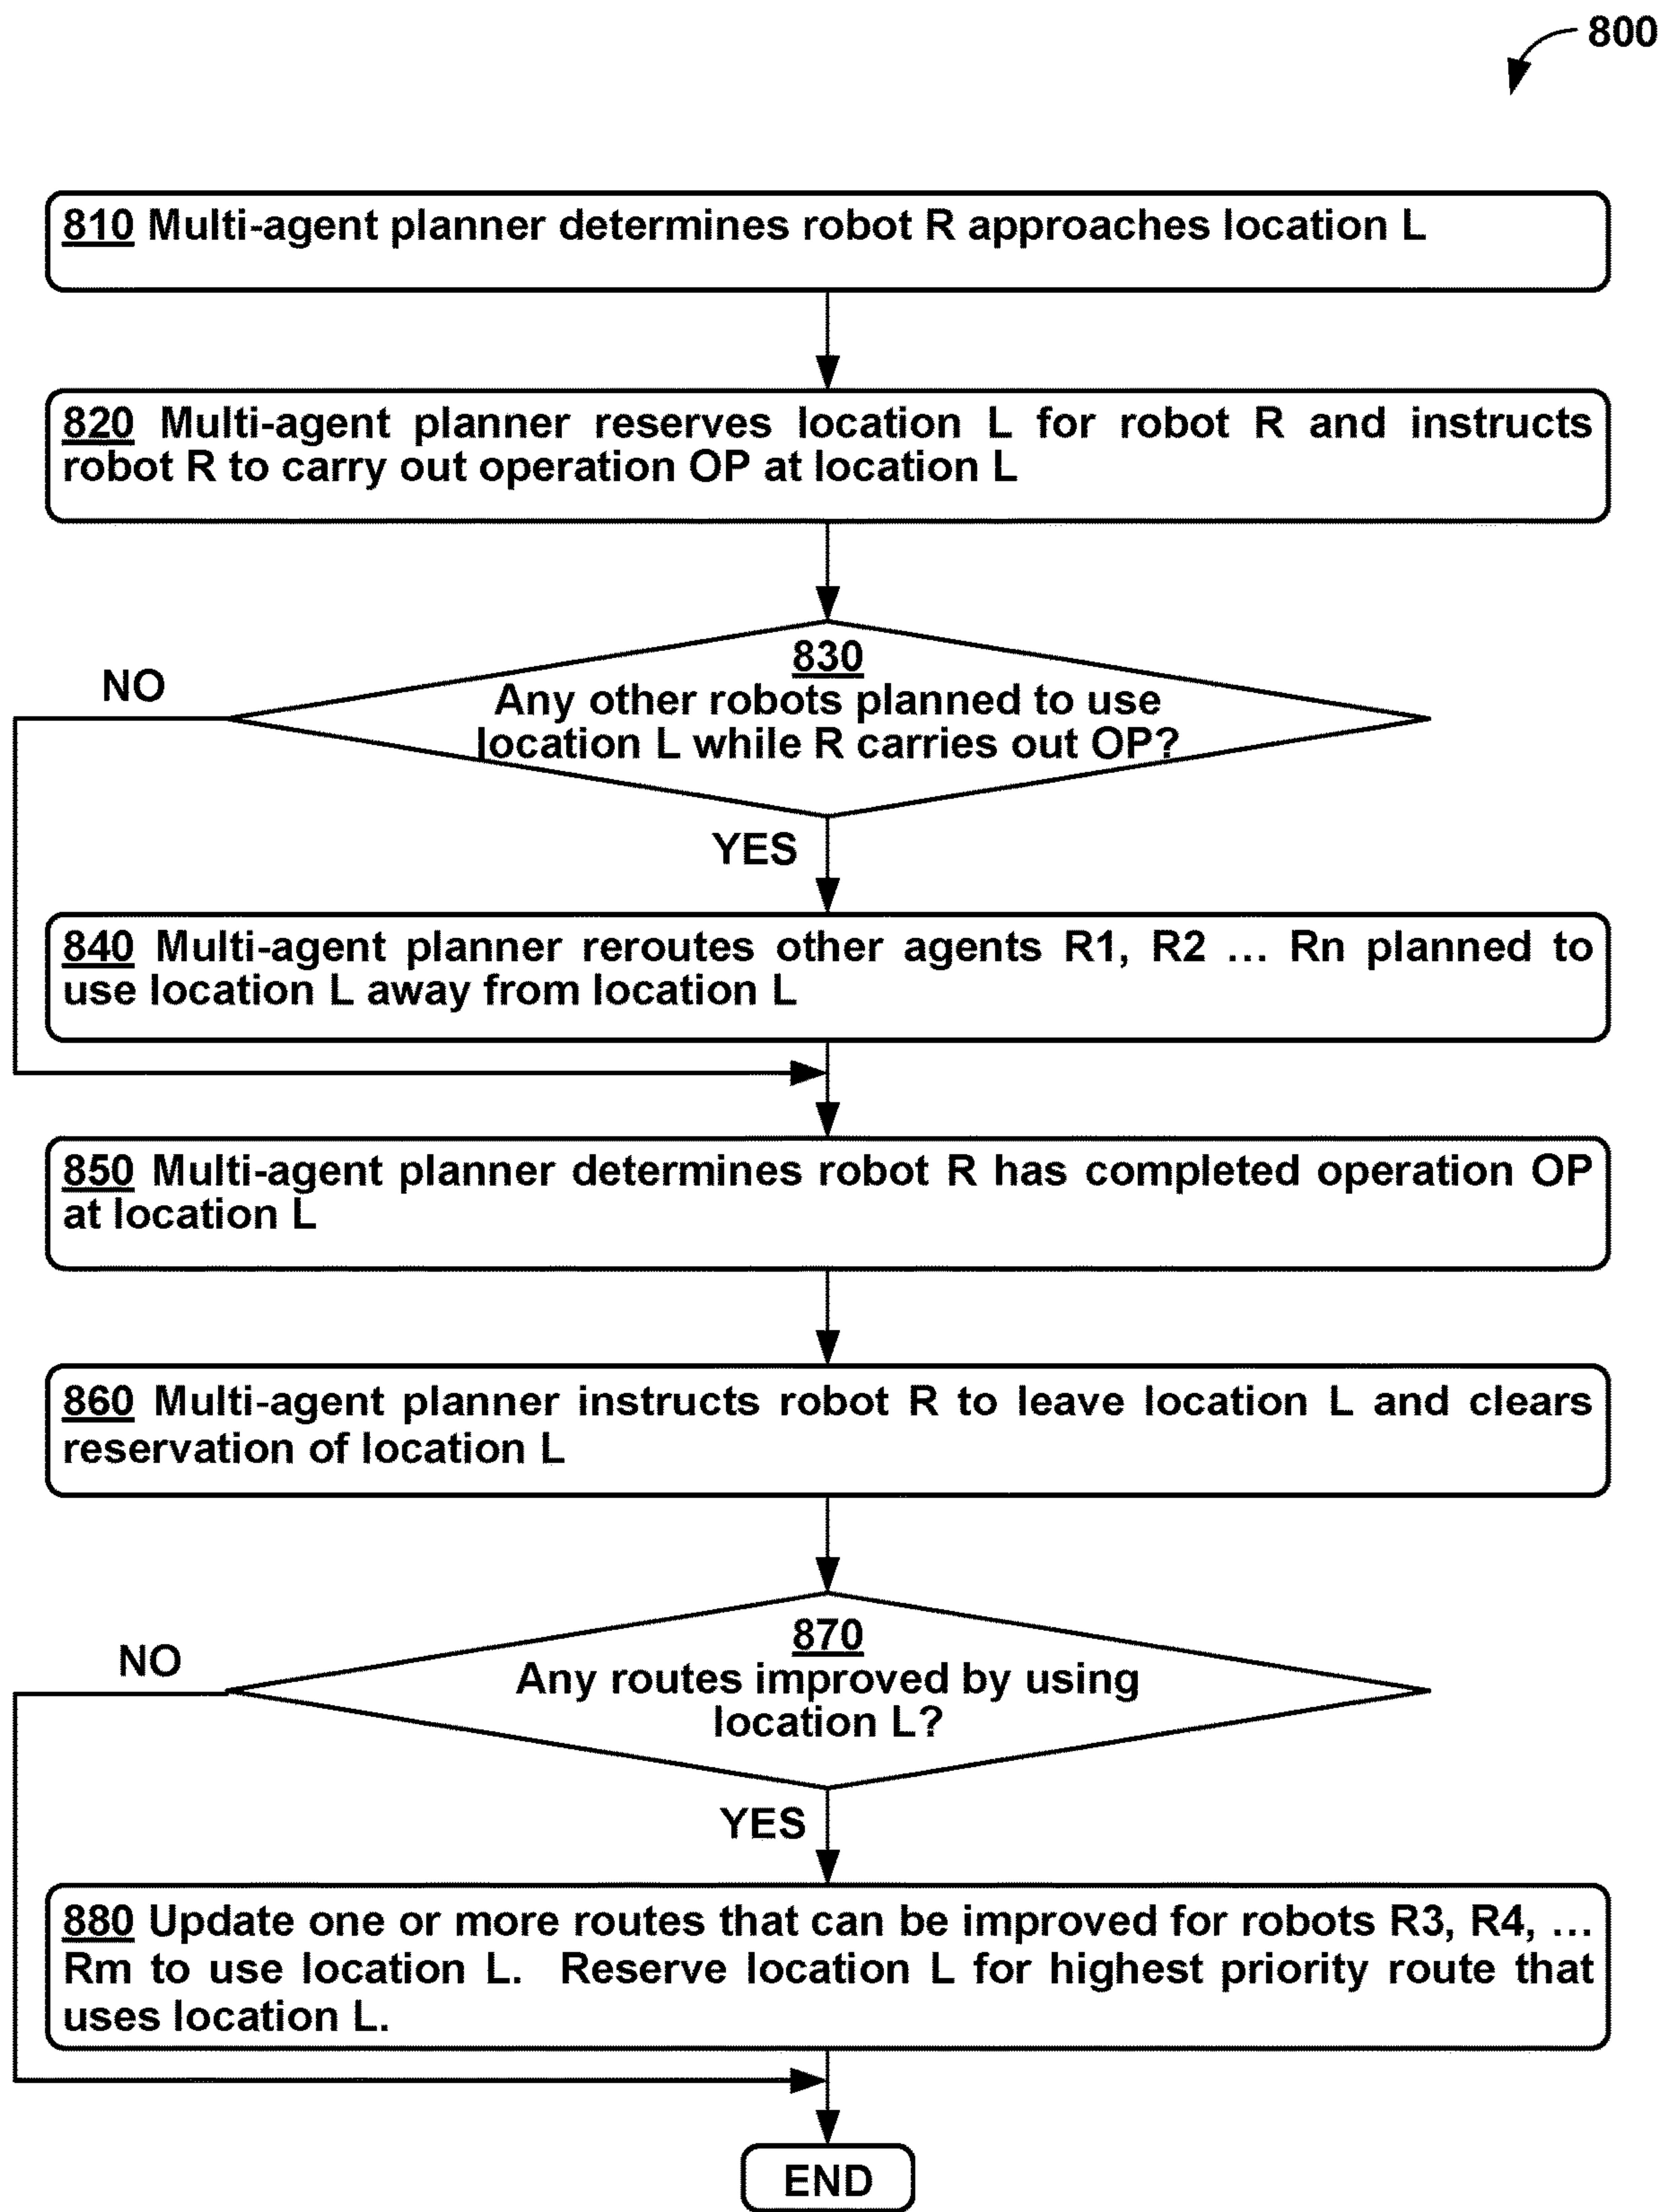 800
810 Multi-agent planner determines robot R approaches location L
820 Multi-agent planner reserves location L for robot R and instructs
robot R to carry out operation OP at location L
830
Any other robots planned to use
location L while R carries out OP?
NO
YES
840 Multi-agent planner reroutes other agents R1, R2 ... Rn planned to
use location L away from location L
850 Multi-agent planner determines robot R has completed operation OP
at location L
860 Multi-agent planner instructs robot R to leave location L and clears
reservation of location L
870
Any routes improved by using
location L?
NO
YES
880 Update one or more routes that can be improved for robots R3, R4, ...
Rm to use location L. Reserve location L for highest priority route that
uses location L.
END